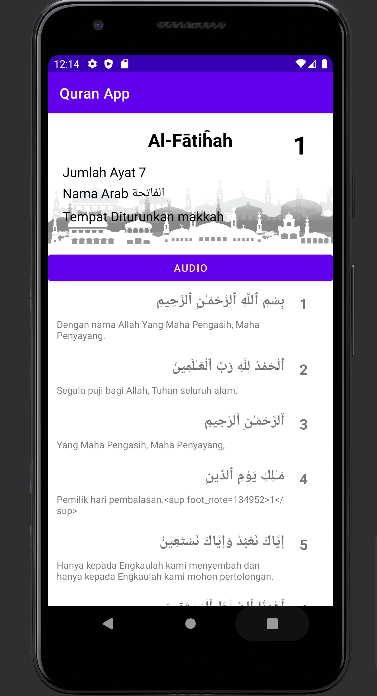 12:14
Quran App
Al-Fātiĥah
1
Jumlah Ayat 7
Nama Arab الفاتحة
Tempat Diturunkan makkah
AUDIO
بِسْمِ ٱللَّهِ ٱلرَّحْمَـٰنِ ٱلرَّحِيمِ 1
Dengan nama Allah Yang Maha Pengasih, Maha
Penyayang.
ٱلْحَمْدُ لِلَّهِ رَبِّ ٱلْعَـٰلَمِينَ 2
Segala puji bagi Allah, Tuhan seluruh alam,
ٱلرَّحْمَـٰنِ ٱلرَّحِيمِ 3
Yang Maha Pengasih, Maha Penyayang,
مَـٰلِكِ يَوْمِ ٱلدِّينِ 4
Pemilik hari pembalasan.<sup foot_note=134952>1</
sup>
إِيَّاكَ نَعْبُدُ وَإِيَّاكَ نَسْتَعِينُ 5
Hanya kepada Engkaulah kami menyembah dan
hanya kepada Engkaulah kami mohon pertolongan.